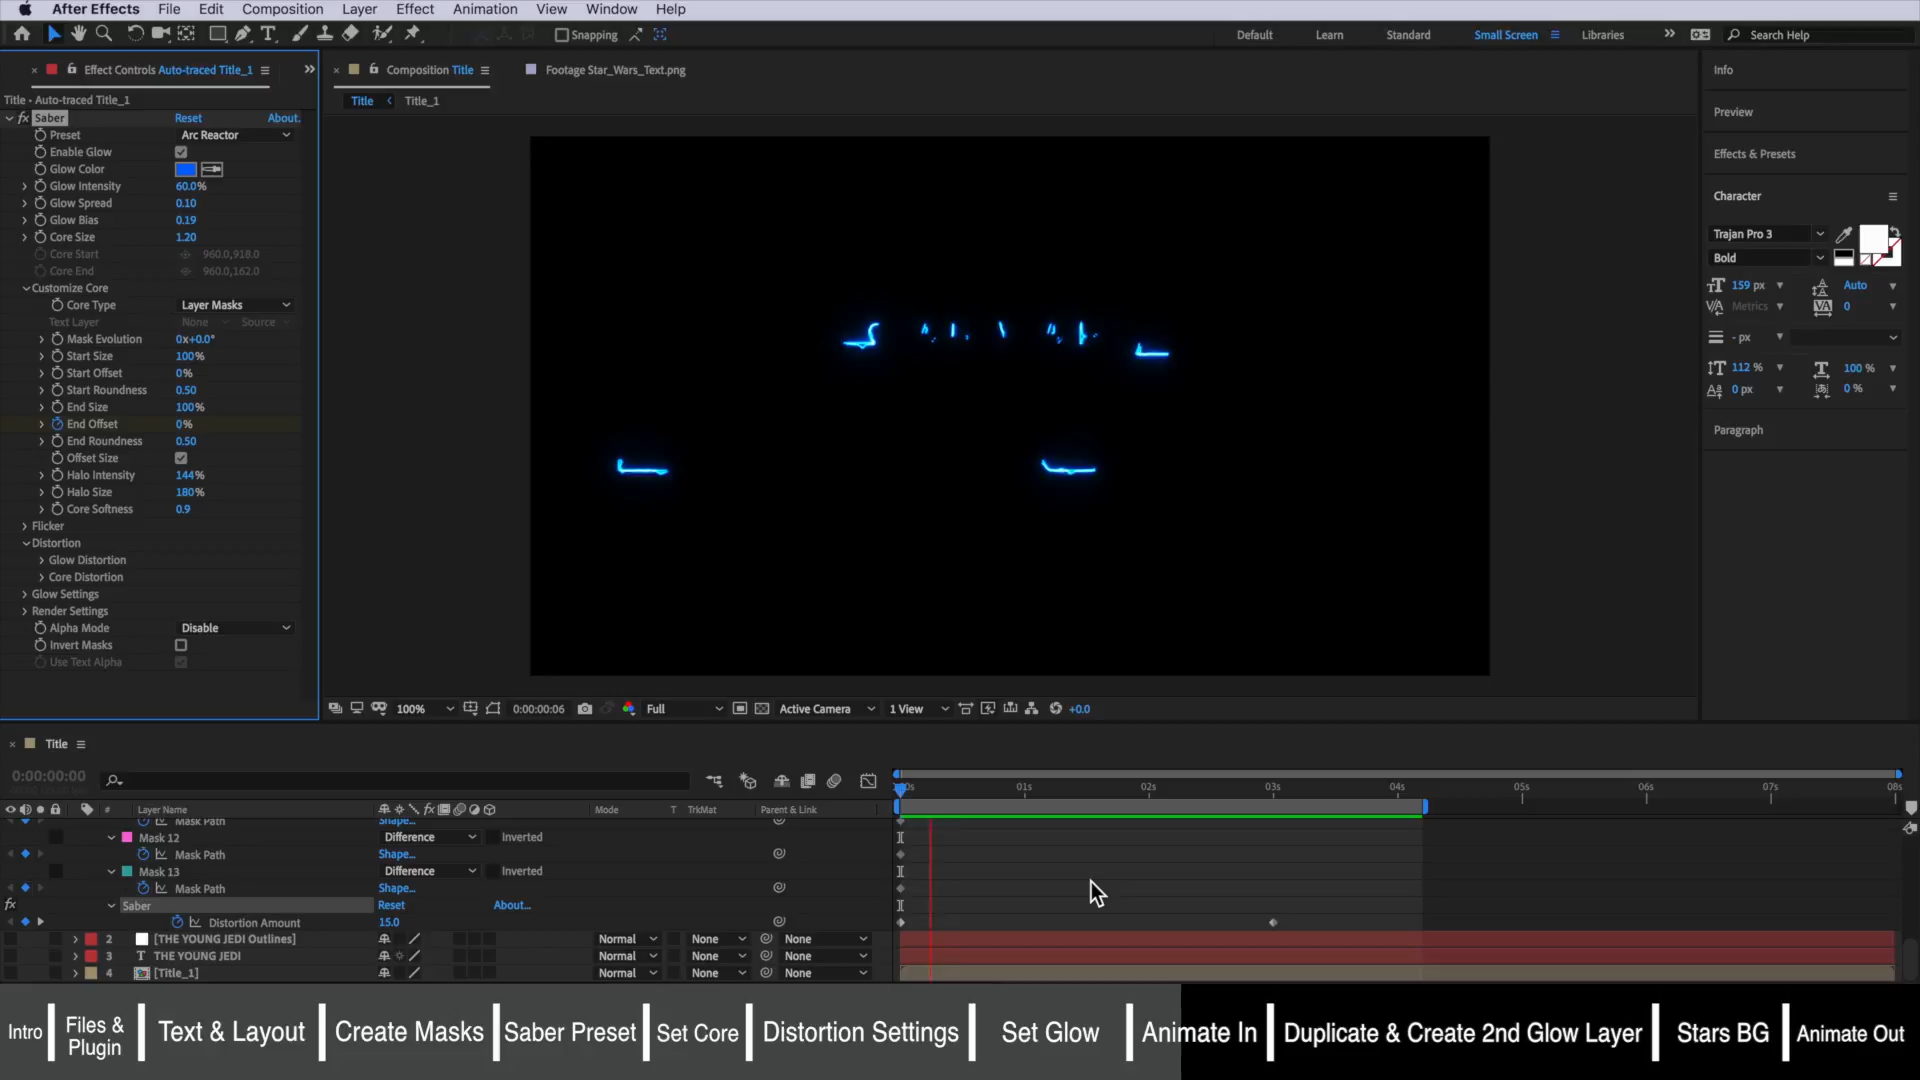 After Effects File Edit Composition Layer Effect Animation View Window Help
Snapping Default Learn Standard Small Screen Libraries Search Help
Effect Controls Auto-traced Title_1
Title • Auto-traced Title_1
fx Saber Reset About.
Preset Arc Reactor
Enable Glow
Glow Color
Glow Intensity 60.0%
Glow Spread 0.10
Glow Bias 0.19
Core Size 1.20
Core Start 960.0,918.0
Core End 960.0,162.0
Customize Core
Core Type Layer Masks
Text Layer None Source
Mask Evolution 0x+0.0°
Start Size 100%
Start Offset 0%
Start Roundness 0.50
End Size 100%
End Offset 0%
End Roundness 0.50
Offset Size
Halo Intensity 144%
Halo Size 180%
Core Softness 0.9
Flicker
Distortion
Glow Distortion
Core Distortion
Glow Settings
Render Settings
Alpha Mode Disable
Invert Masks
Use Text Alpha
Composition Title Footage Star_Wars_Text.png
Title Title_1
100% 0:00:00:06 Full Active Camera 1 View +0.0
Info
Preview
Effects & Presets
Character
Trajan Pro 3
Bold
159 px Auto
Metrics 0
- px
112 % 100 %
0 px 0 %
Paragraph
Title
0:00:00:00
01s 02s 03s 04s 05s 06s 07s 08s
# Layer Name fx Mode T TrkMat Parent & Link
Mask Path Shape...
Mask 12 Difference Inverted
Mask Path Shape...
Mask 13 Difference Inverted
Mask Path Shape...
fx Saber Reset About...
Distortion Amount 15.0
2 [THE YOUNG JEDI Outlines] Normal None None
3 T THE YOUNG JEDI Normal None None
4 [Title_1] Normal None None
Intro Files & Plugin Text & Layout Create Masks Saber Preset Set Core Distortion Settings Set Glow Animate In Duplicate & Create 2nd Glow Layer Stars BG Animate Out